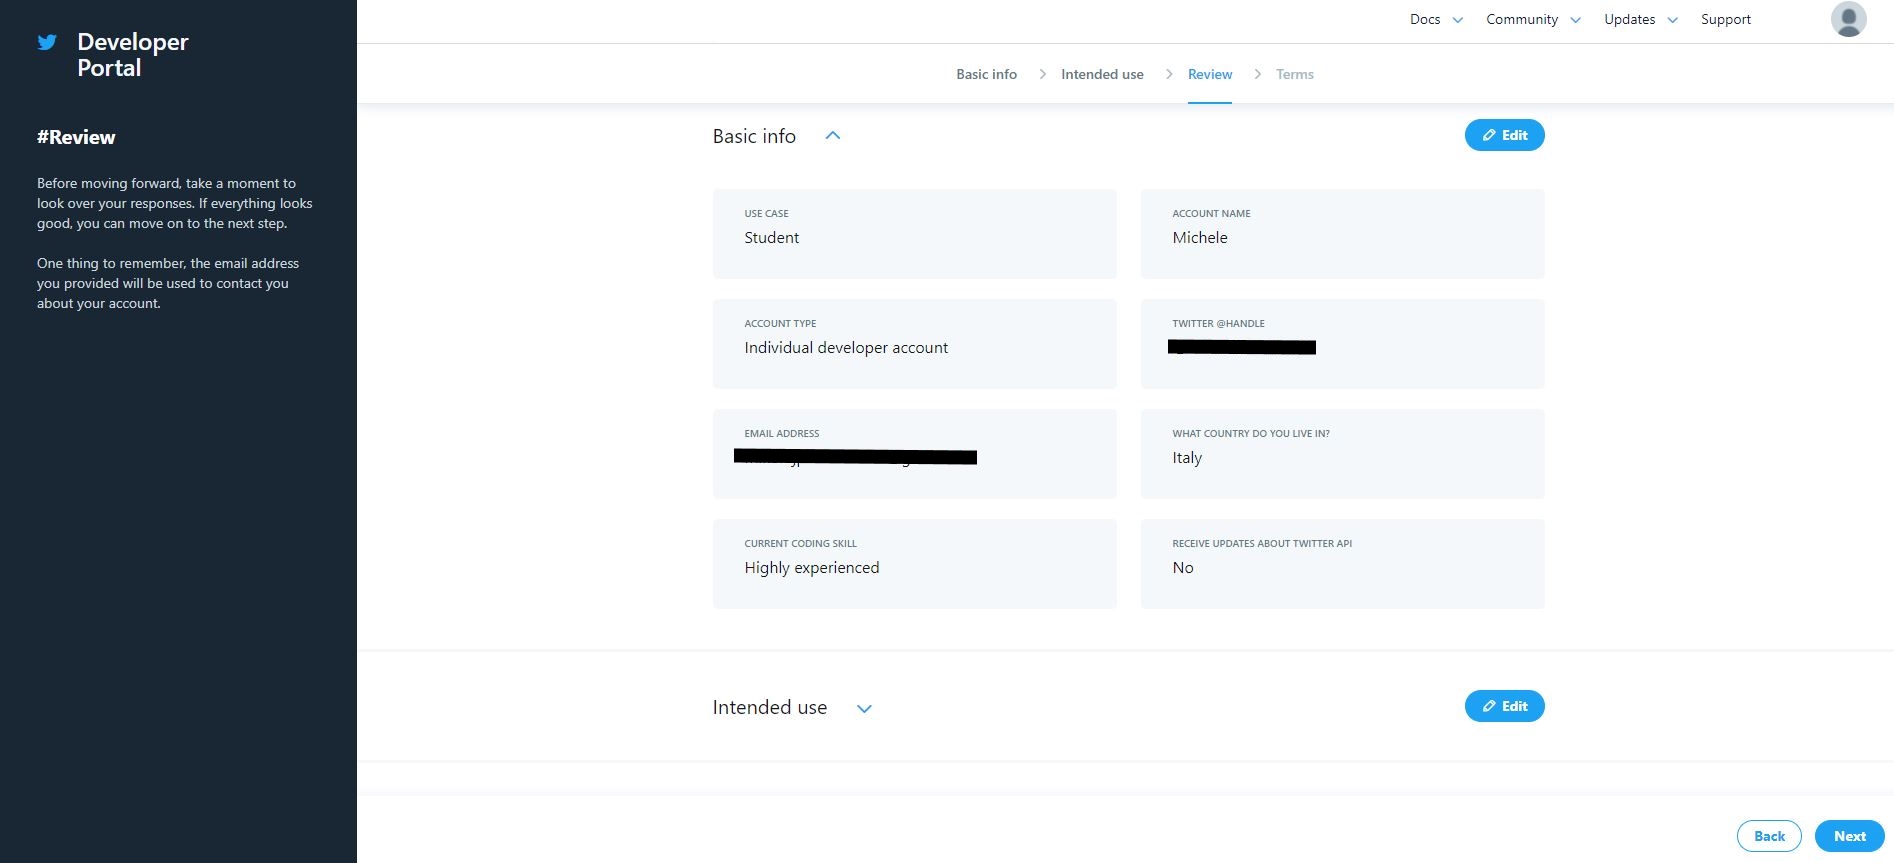 Developer
Portal
#Review
Before moving forward, take a moment to
look over your responses. If everything looks
good, you can move on to the next step.
One thing to remember, the email address
you provided will be used to contact you
about your account.
Docs Community Updates Support
Basic info Intended use Review Terms
Basic info Edit
USE CASE
Student
ACCOUNT NAME
Michele
ACCOUNT TYPE
Individual developer account
TWITTER @HANDLE
EMAIL ADDRESS
WHAT COUNTRY DO YOU LIVE IN?
Italy
CURRENT CODING SKILL
Highly experienced
RECEIVE UPDATES ABOUT TWITTER API
No
Intended use Edit
Back Next